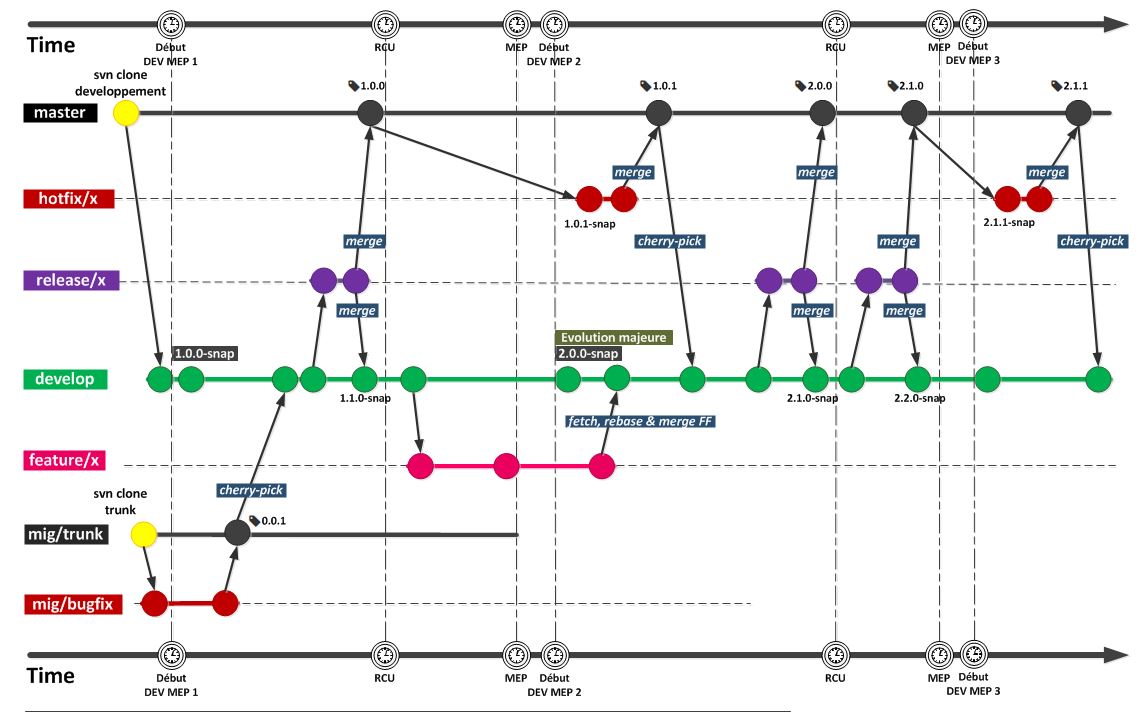 Time
Début
DEV MEP 1
RCU
MEP
Début
DEV MEP 2
RCU
MEP
Début
DEV MEP 3
svn clone
developpement
1.0.0
1.0.1
2.0.0
2.1.0
2.1.1
master
merge
merge
merge
hotfix/x
1.0.1-snap
2.1.1-snap
merge
cherry-pick
merge
cherry-pick
release/x
merge
merge
merge
Evolution majeure
1.0.0-snap
2.0.0-snap
develop
1.1.0-snap
2.1.0-snap
2.2.0-snap
fetch, rebase & merge FF
feature/x
cherry-pick
svn clone
trunk
0.0.1
mig/trunk
mig/bugfix
Time
Début
DEV MEP 1
RCU
MEP
Début
DEV MEP 2
RCU
MEP
Début
DEV MEP 3